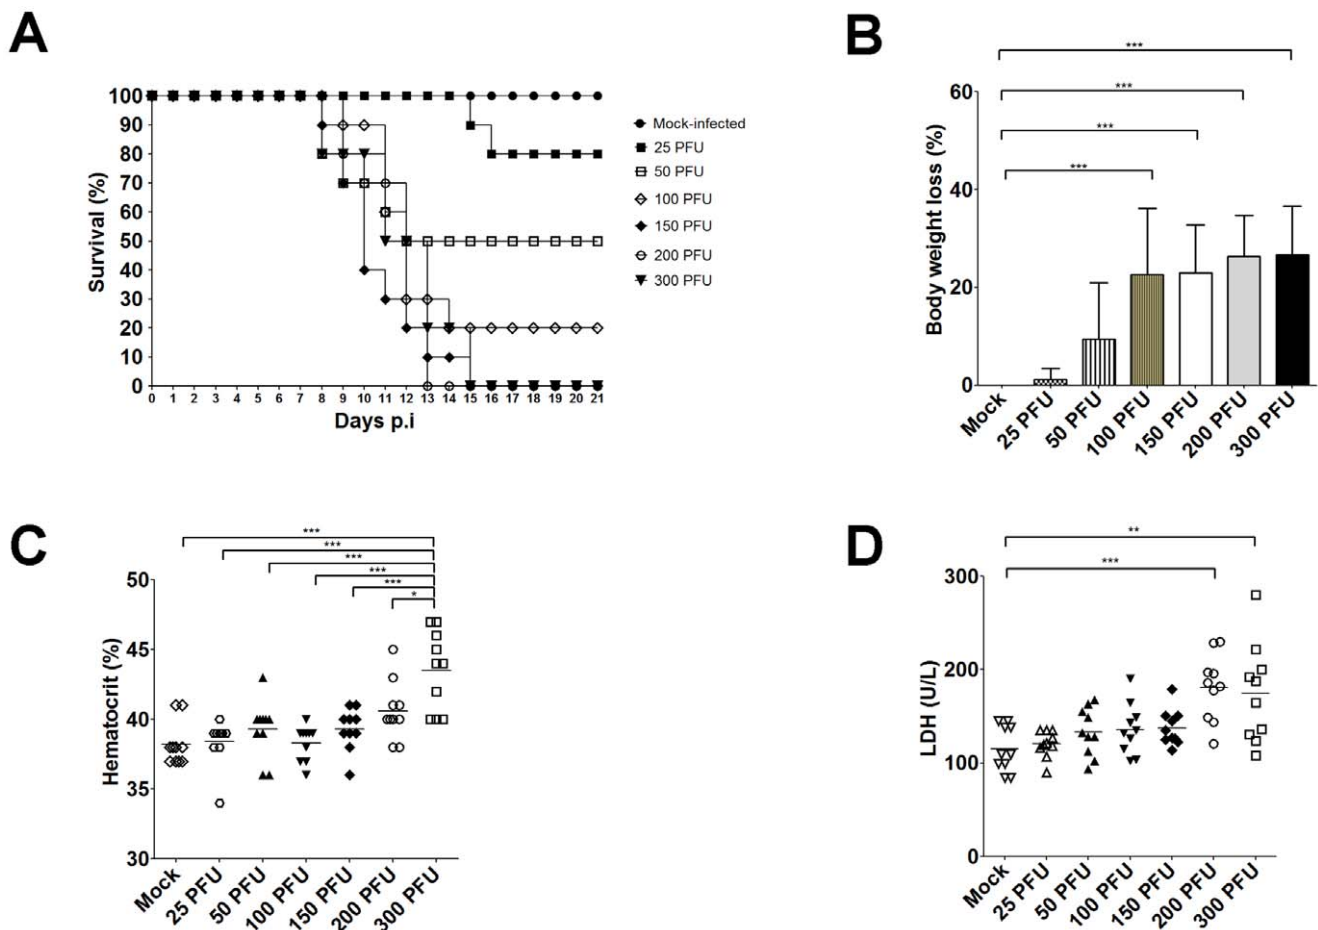 A
Survival (%)
100
90
80
70
60
50
40
30
20
10
0
0 1 2 3 4 5 6 7 8 9 10 11 12 13 14 15 16 17 18 19 20 21
Days p.i
Mock-infected
25 PFU
50 PFU
100 PFU
150 PFU
200 PFU
300 PFU
B
***
***
***
***
Body weight loss (%)
60
40
20
0
Mock
25 PFU
50 PFU
100 PFU
150 PFU
200 PFU
300 PFU
C
***
***
***
***
***
*
Hematocrit (%)
50
45
40
35
30
Mock
25 PFU
50 PFU
100 PFU
150 PFU
200 PFU
300 PFU
D
**
***
LDH (U/L)
300
200
100
0
Mock
25 PFU
50 PFU
100 PFU
150 PFU
200 PFU
300 PFU